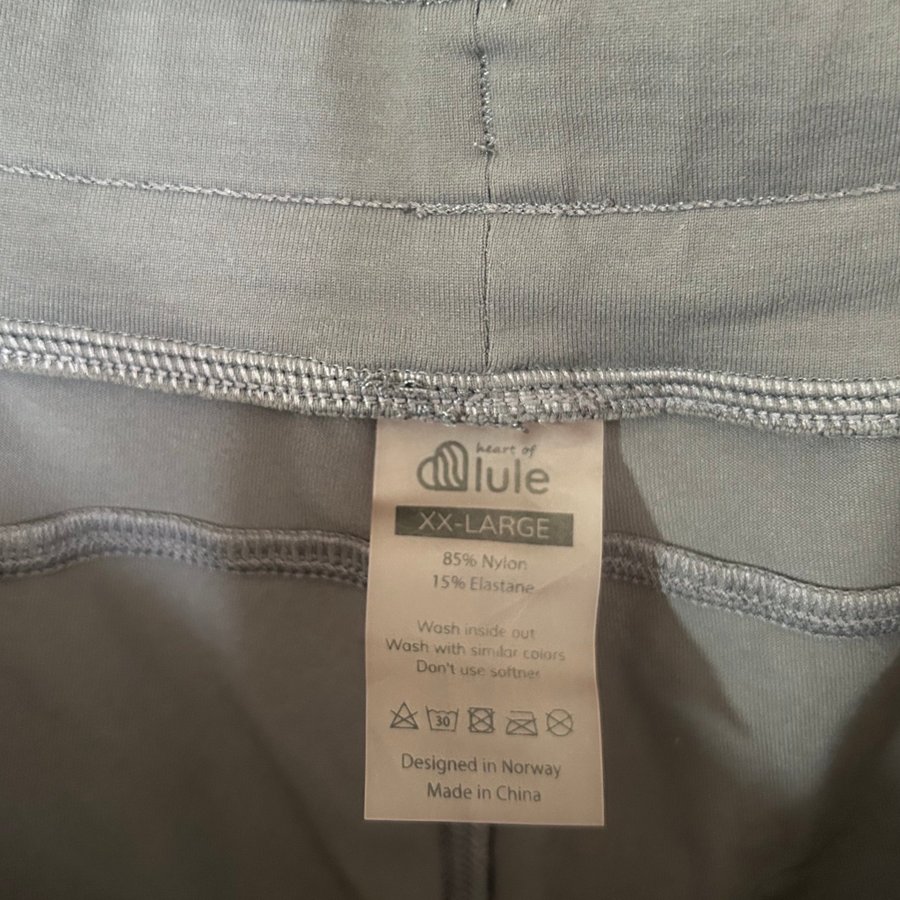 heart of
lule
XX-LARGE
85% Nylon
15% Elastane
Wash inside out
Wash with similar colors
Don't use softner
30
Designed in Norway
Made in China